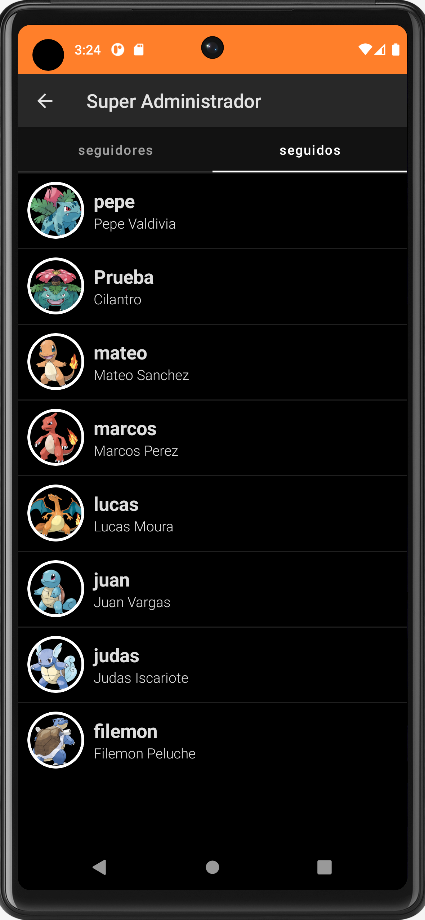 3:24
Super Administrador
seguidores
seguidos
pepe
Pepe Valdivia
Prueba
Cilantro
mateo
Mateo Sanchez
marcos
Marcos Perez
lucas
Lucas Moura
juan
Juan Vargas
judas
Judas Iscariote
filemon
Filemon Peluche